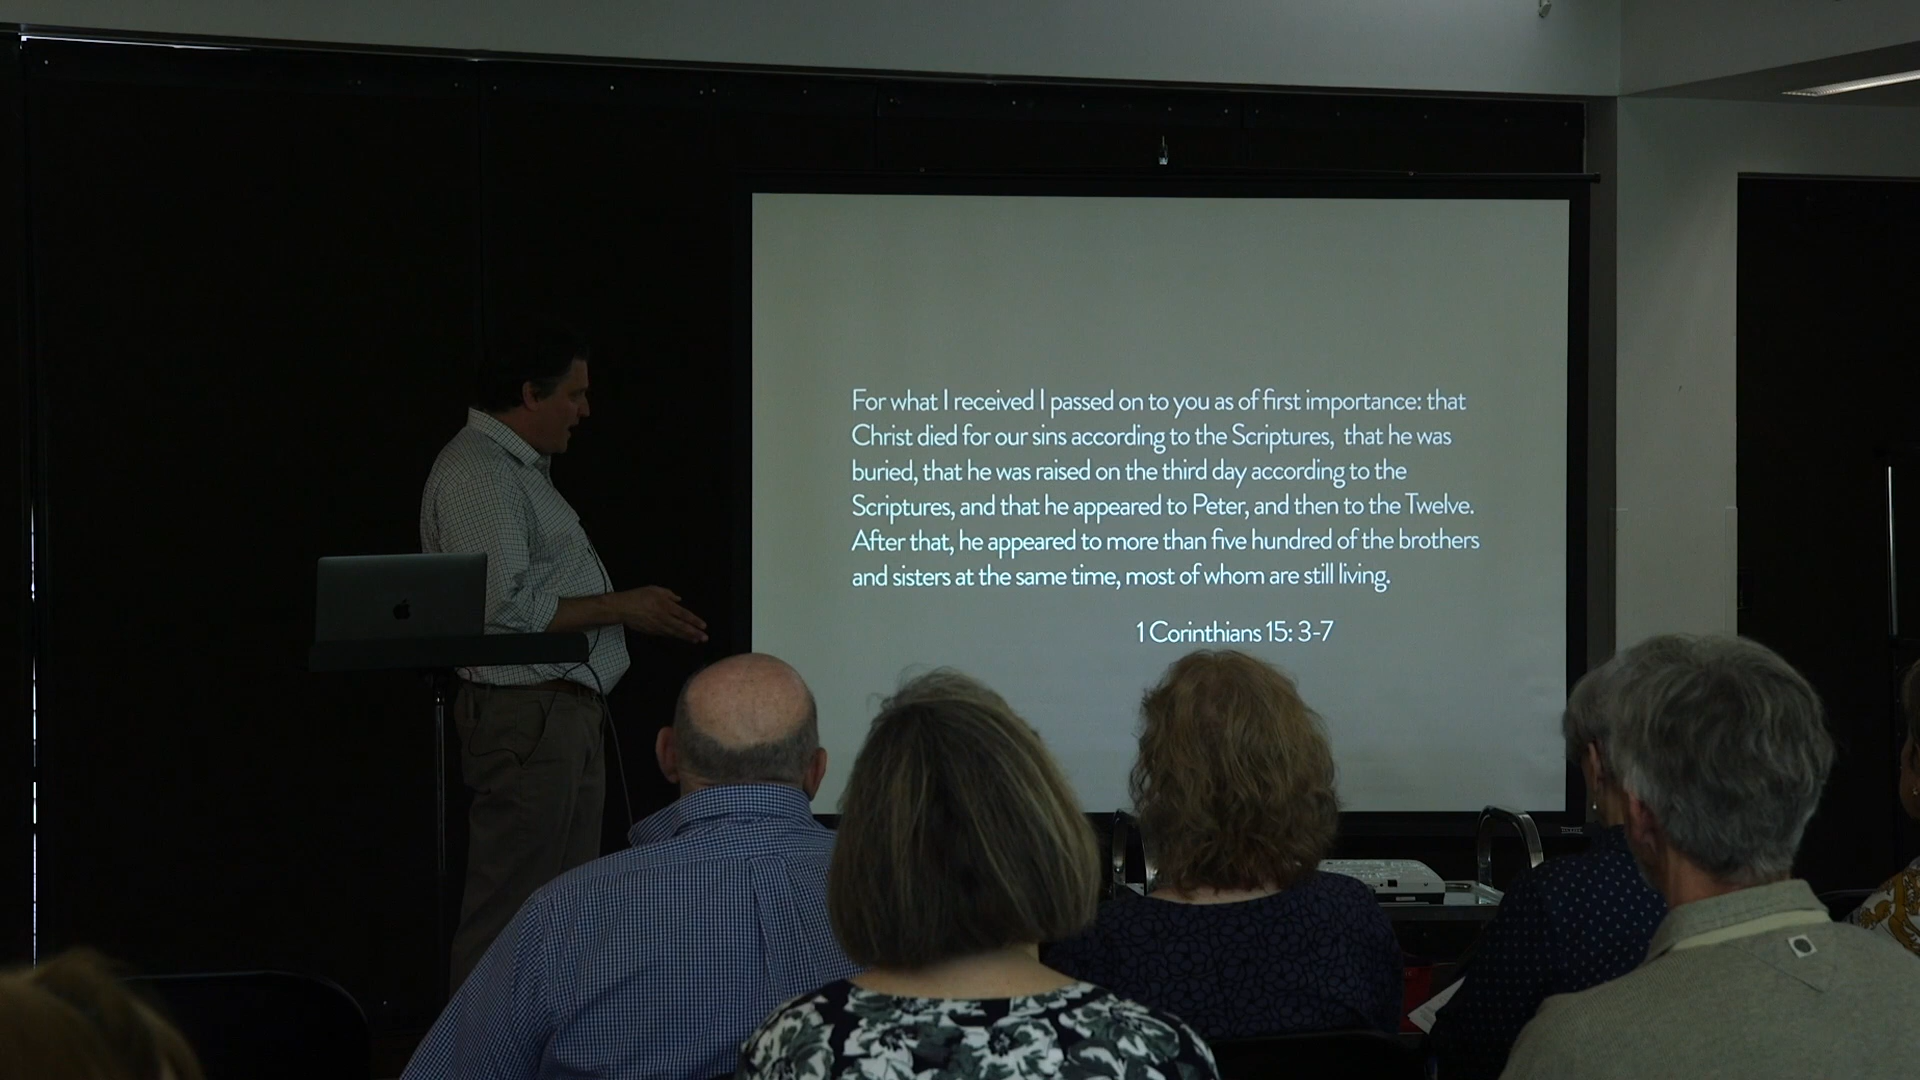 For what I received I passed on to you as of first importance: that
Christ died for our sins according to the Scriptures, that he was
buried, that he was raised on the third day according to the
Scriptures, and that he appeared to Peter, and then to the Twelve.
After that, he appeared to more than five hundred of the brothers
and sisters at the same time, most of whom are still living.
1 Corinthians 15: 3-7